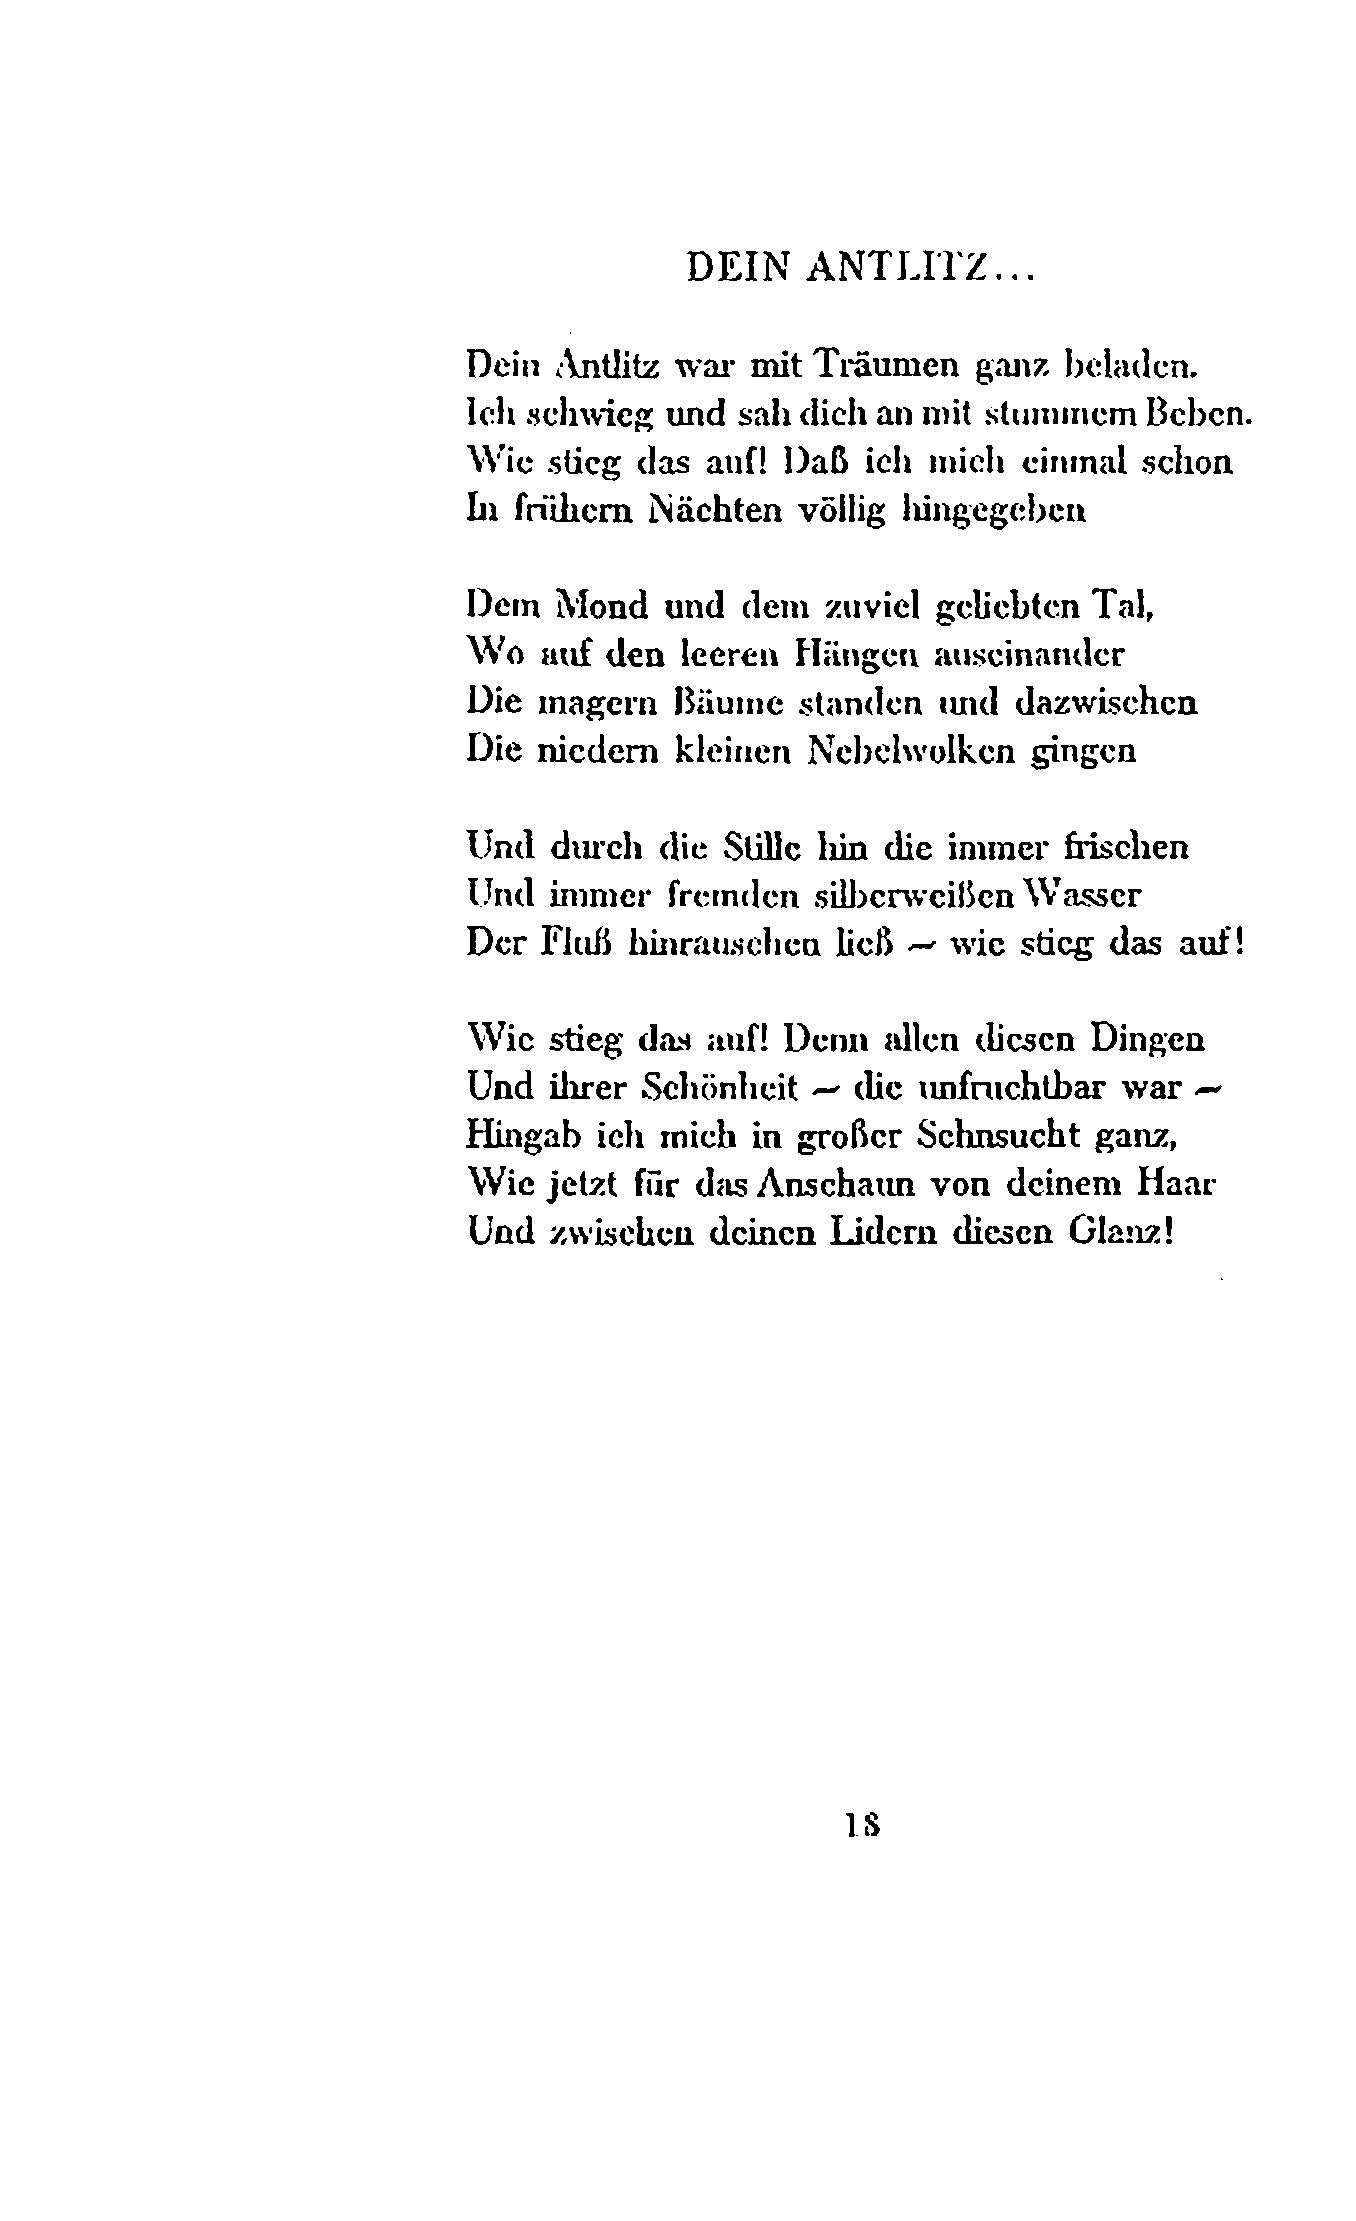 DEIN ANTLITZ...
Dein Antlitz war mit Träumen ganz beladen.
Ich schwieg und sah dich an mit stummem Beben.
Wie stieg das auf! Daß ich mich einmal schon
In frühern Nächten völlig hingegeben
Dem Mond und dem zuviel geliebten Tal,
Wo auf den leeren Hängen auseinander
Die magern Bäume standen und dazwischen
Die niedern kleinen Nebelwolken gingen
Und durch die Stille hin die immer frischen
Und immer fremden silberweißen Wasser
Der Fluß hinrauschen ließ – wie stieg das auf!
Wie stieg das auf! Denn allen diesen Dingen
Und ihrer Schönheit – die unfruchtbar war –
Hingab ich mich in großer Sehnsucht ganz,
Wie jetzt für das Anschaun von deinem Haar
Und zwischen deinen Lidern diesen Glanz!
18